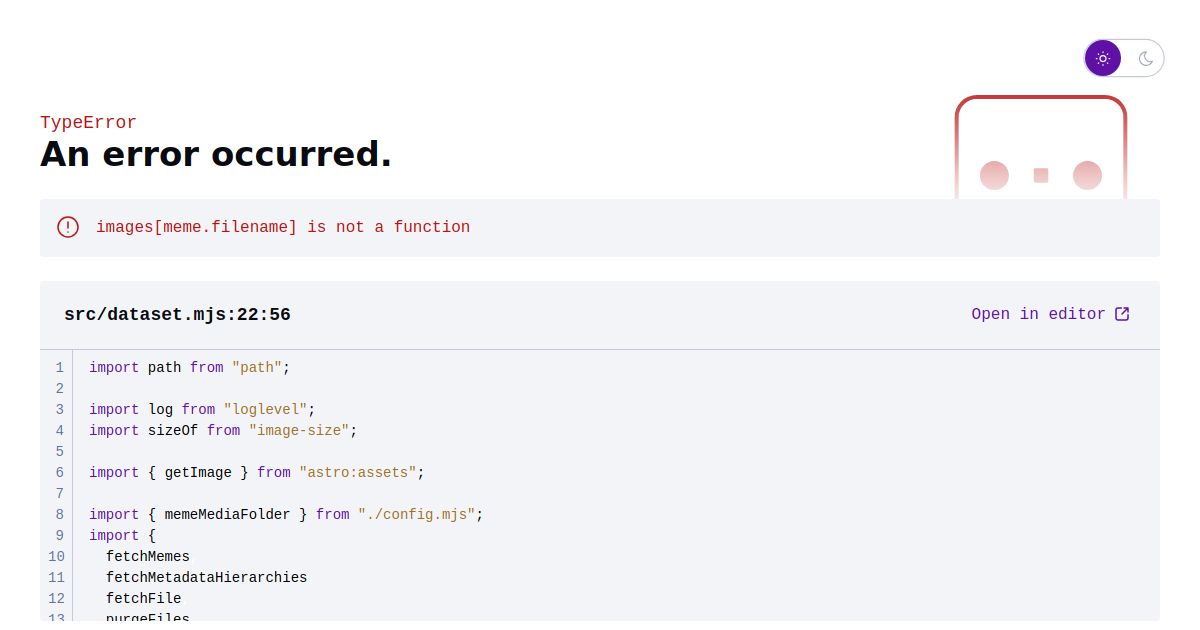 TypeError
An error occurred.
images[meme.filename] is not a function
src/dataset.mjs:22:56
Open in editor
1 import path from "path";
2
3 import log from "loglevel";
4 import sizeOf from "image-size";
5
6 import { getImage } from "astro:assets";
7
8 import { memeMediaFolder } from "./config.mjs";
9 import {
10 fetchMemes
11 fetchMetadataHierarchies
12 fetchFile
13 purgeFiles